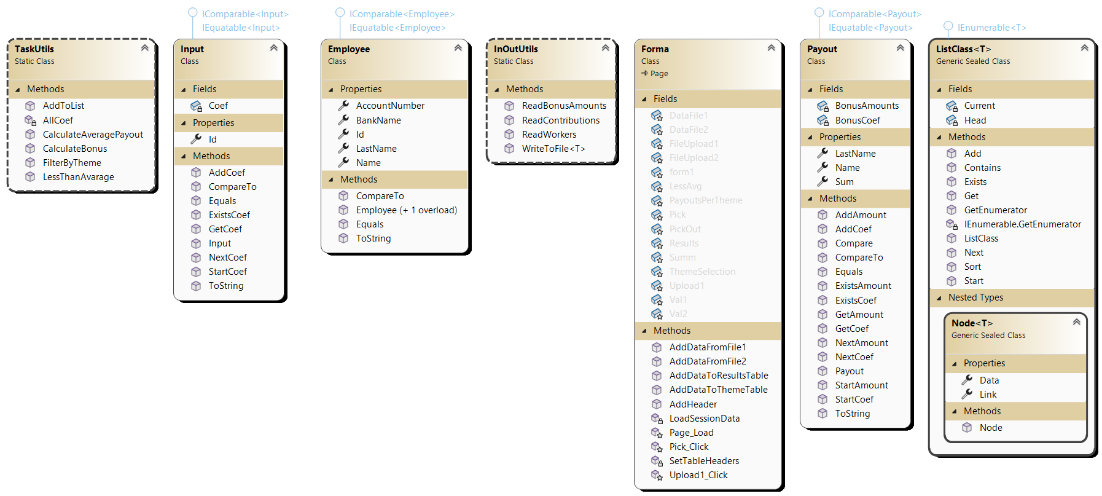 TaskUtils
Static Class
Methods
AddToList
AllCoef
CalculateAveragePayout
CalculateBonus
FilterByTheme
LessThanAvarage
IComparable<Input>
IEquatable<Input>
Input
Class
Fields
Coef
Properties
Id
Methods
AddCoef
CompareTo
Equals
ExistsCoef
GetCoef
Input
NextCoef
StartCoef
ToString
IComparable<Employee>
IEquatable<Employee>
Employee
Class
Properties
AccountNumber
BankName
Id
LastName
Name
Methods
CompareTo
Employee (+ 1 overload)
Equals
ToString
InOutUtils
Static Class
Methods
ReadBonusAmounts
ReadContributions
ReadWorkers
WriteToFile<T>
Forma
Class
Page
Fields
DataFile1
DataFile2
FileUpload1
FileUpload2
form1
LessAvg
PayoutsPerTheme
Pick
PickOut
Results
Summ
ThemeSelection
Upload1
Val1
Val2
Methods
AddDataFromFile1
AddDataFromFile2
AddDataToResultsTable
AddDataToThemeTable
AddHeader
LoadSessionData
Page_Load
Pick_Click
SetTableHeaders
Upload1_Click
IComparable<Payout>
IEquatable<Payout>
Payout
Class
Fields
BonusAmounts
BonusCoef
Properties
LastName
Name
Sum
Methods
AddAmount
AddCoef
Compare
CompareTo
Equals
ExistsAmount
ExistsCoef
GetAmount
GetCoef
NextAmount
NextCoef
Payout
StartAmount
StartCoef
ToString
IEnumerable<T>
ListClass<T>
Generic Sealed Class
Fields
Current
Head
Methods
Add
Contains
Exists
Get
GetEnumerator
IEnumerable.GetEnumerator
ListClass
Next
Sort
Start
Nested Types
Node<T>
Generic Sealed Class
Properties
Data
Link
Methods
Node